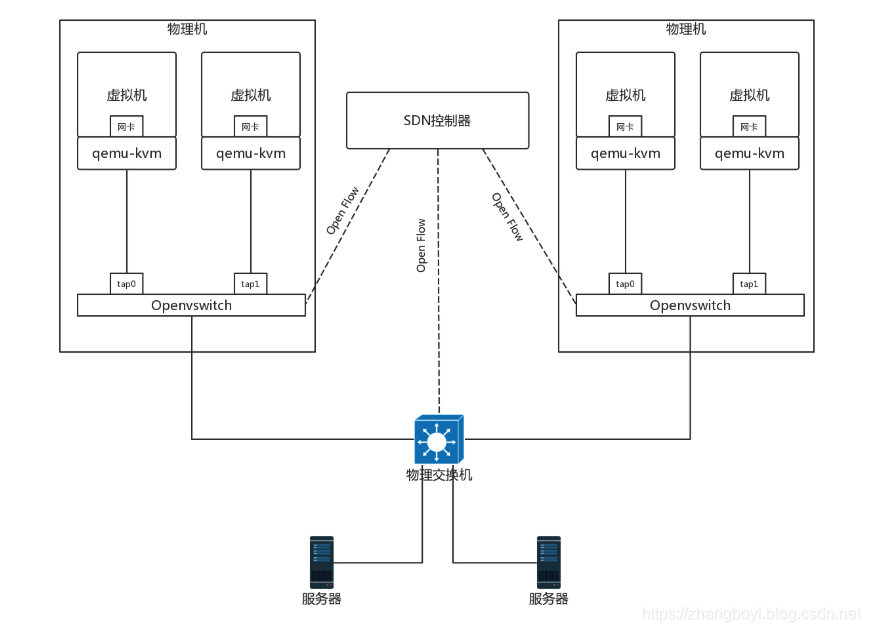 物理机
虚拟机
网卡
qemu-kvm
虚拟机
网卡
qemu-kvm
tap0
tap1
Openvswitch
SDN控制器
Open Flow
Open Flow
Open Flow
物理机
虚拟机
网卡
qemu-kvm
虚拟机
网卡
qemu-kvm
tap0
tap1
Openvswitch
物理交换机
服务器
服务器
https://zhangboyi.blog.csdn.net